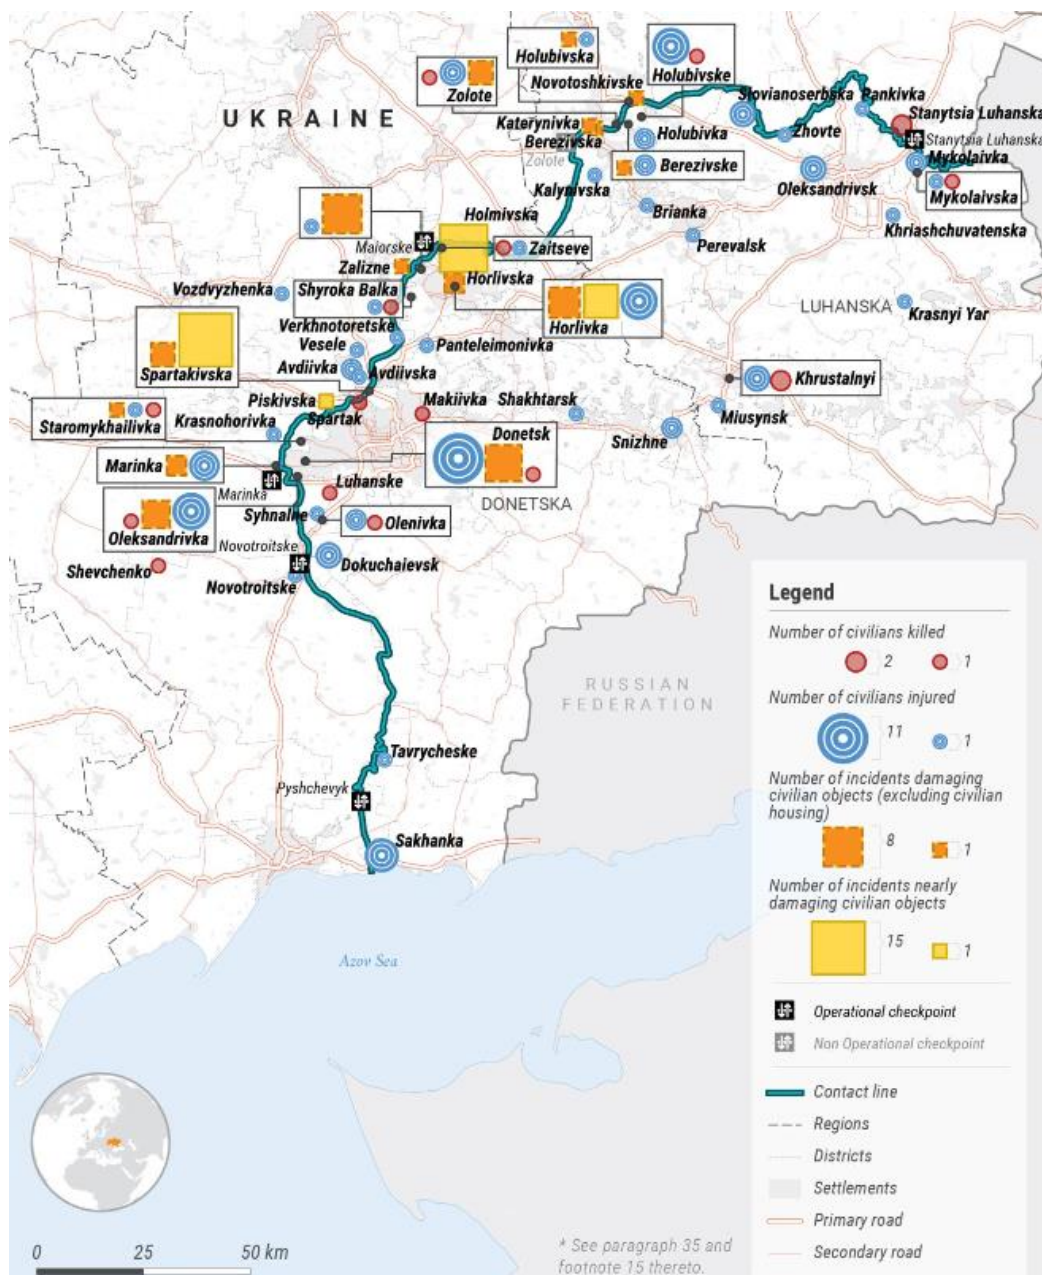 Holubivska
Novotoshkivske
Holubivske
Zolote
UKRAINE
Slovianoserbska
Pankivka
Katerynivka
Berezivska
Holubivka
Zhovte
Stanytsia Luhanska
Stanytsia Luhanska
Zolote
Berezivske
Mykolaivka
Kalynivska
Oleksandrivsk
Mykolaivska
Brianka
Khriashchuvatenska
Holmivska
Maiorske
Zaitseve
Perevalsk
Zalizne
Horlivska
Vozdvyzhenka
Shyroka Balka
LUHANSKA
Krasnyi Yar
Verkhnotoretske
Horlivka
Vesele
Panteleimonivka
Avdiivka
Avdiivska
Spartakivska
Khrustalnyi
Piskivska
Makiivka
Shakhtarsk
Spartak
Miusynsk
Staromykhailivka
Krasnohorivka
Donetsk
Snizhne
Marinka
Marinka
Luhanske
DONETSKA
Syhnalne
Olenivka
Oleksandrivka
Novotroitske
Shevchenko
Dokuchaievsk
Novotroitske
RUSSIAN
FEDERATION
Tavrycheske
Pyshchevyk
Sakhanka
Azov Sea
Legend
Number of civilians killed
2 1
Number of civilians injured
11 1
Number of incidents damaging
civilian objects (excluding civilian
housing)
8 1
Number of incidents nearly
damaging civilian objects
15 1
Operational checkpoint
Non Operational checkpoint
Contact line
Regions
Districts
Settlements
Primary road
Secondary road
0 25 50 km
* See paragraph 35 and
footnote 15 thereto.